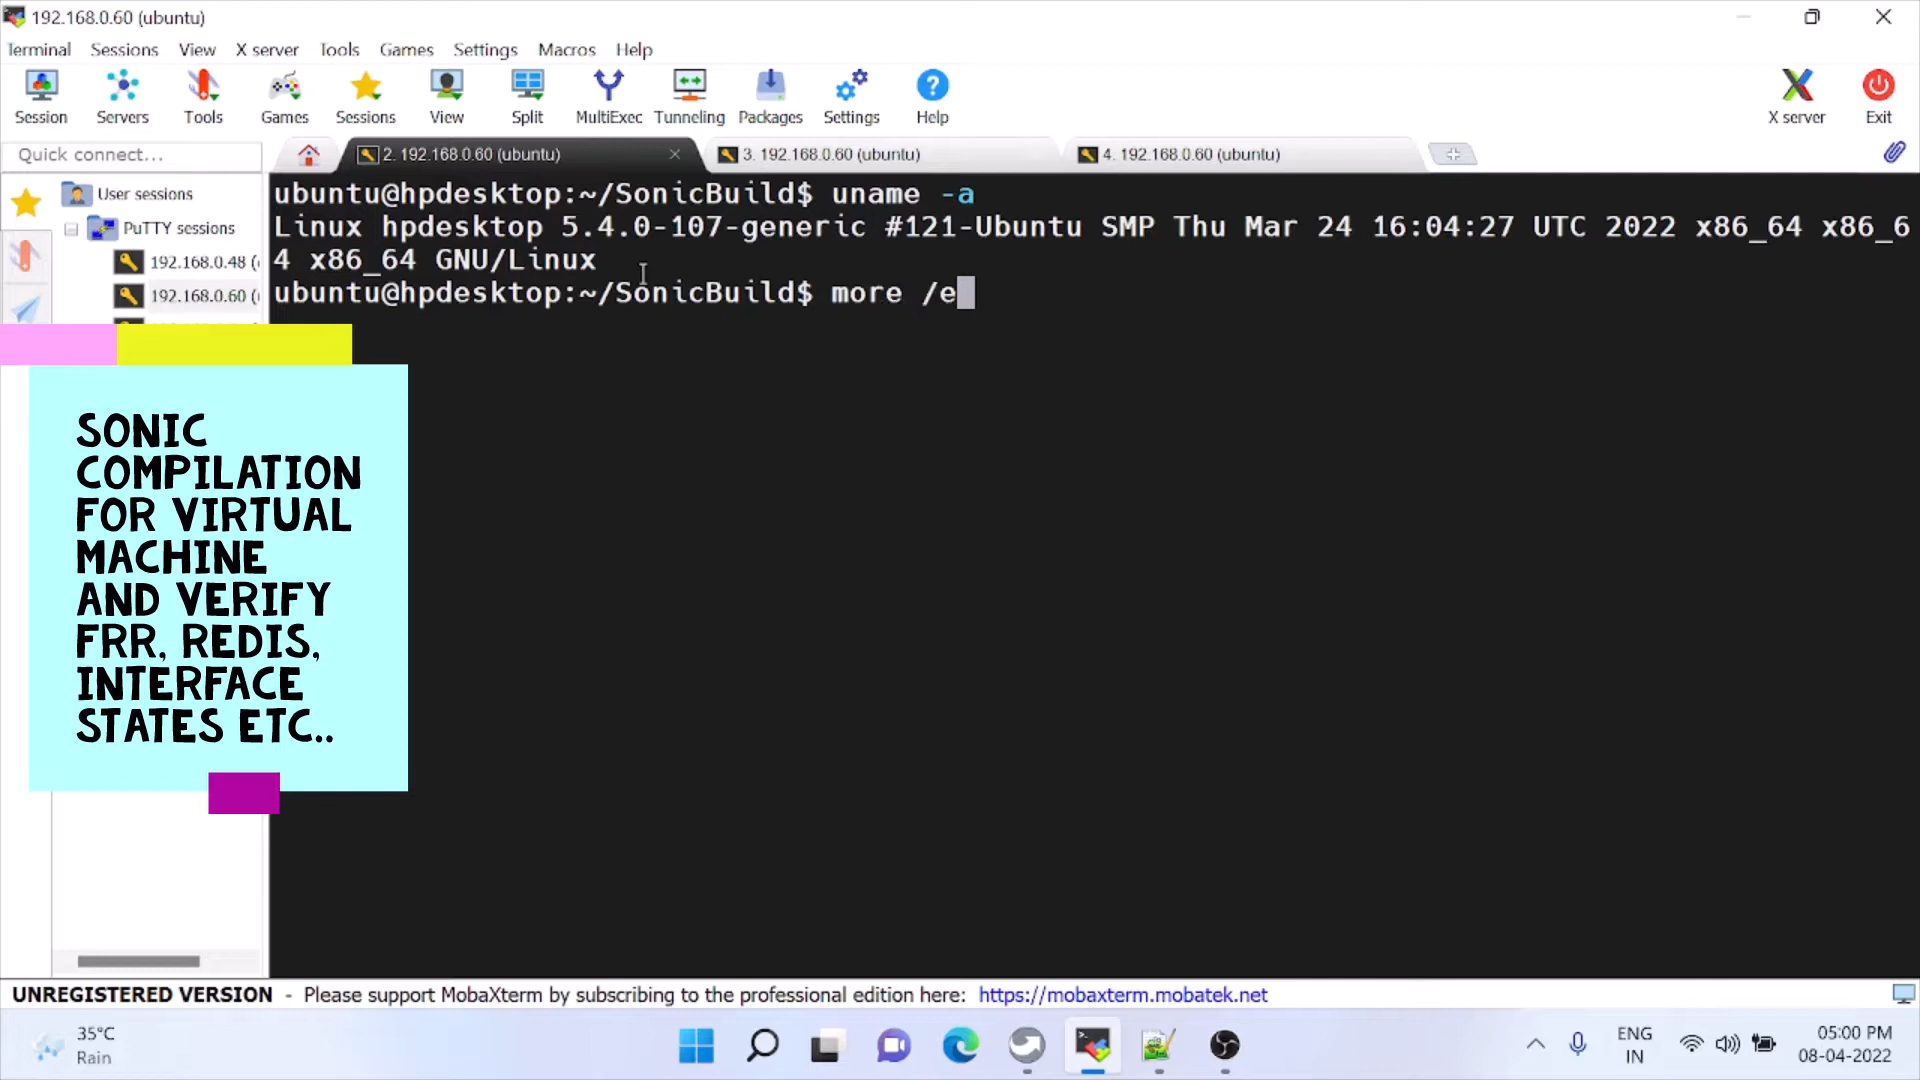 192.168.0.60 (ubuntu)
Terminal Sessions View X server Tools Games Settings Macros Help
Session Servers Tools Games Sessions View Split MultiExec Tunneling Packages Settings Help X server Exit
Quick connect...
2. 192.168.0.60 (ubuntu)
3. 192.168.0.60 (ubuntu)
4. 192.168.0.60 (ubuntu)
User sessions
PuTTY sessions
192.168.0.48 (
192.168.0.60 (
ubuntu@hpdesktop:~/SonicBuild$ uname -a
Linux hpdesktop 5.4.0-107-generic #121-Ubuntu SMP Thu Mar 24 16:04:27 UTC 2022 x86_64 x86_6
4 x86_64 GNU/Linux
ubuntu@hpdesktop:~/SonicBuild$ more /e
SONIC
COMPILATION
FOR VIRTUAL
MACHINE
AND VERIFY
FRR, REDIS,
INTERFACE
STATES ETC..
UNREGISTERED VERSION - Please support MobaXterm by subscribing to the professional edition here: https://mobaxterm.mobatek.net
35°C
Rain
ENG
IN
05:00 PM
08-04-2022